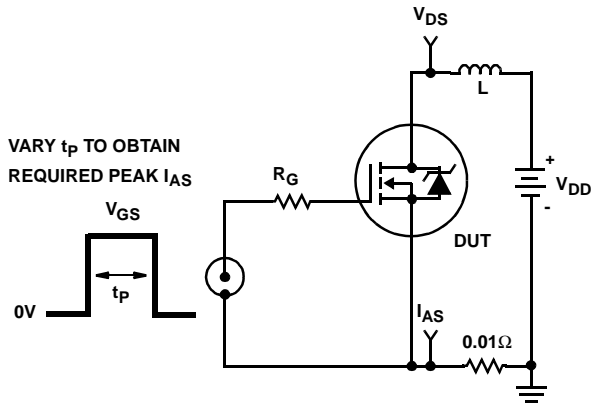 VDS
L
VARY tP TO OBTAIN
REQUIRED PEAK IAS
RG
+
VDD
-
VGS
DUT
tP
0V
IAS
0.01Ω